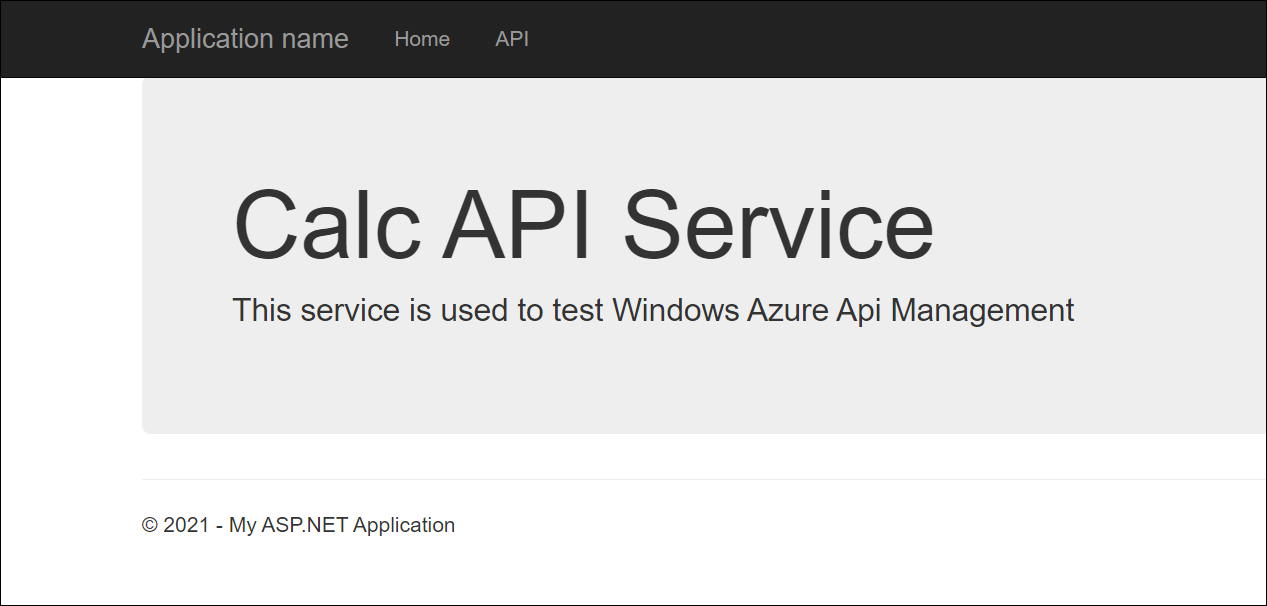 Application name Home API
Calc API Service
This service is used to test Windows Azure Api Management
© 2021 - My ASP.NET Application